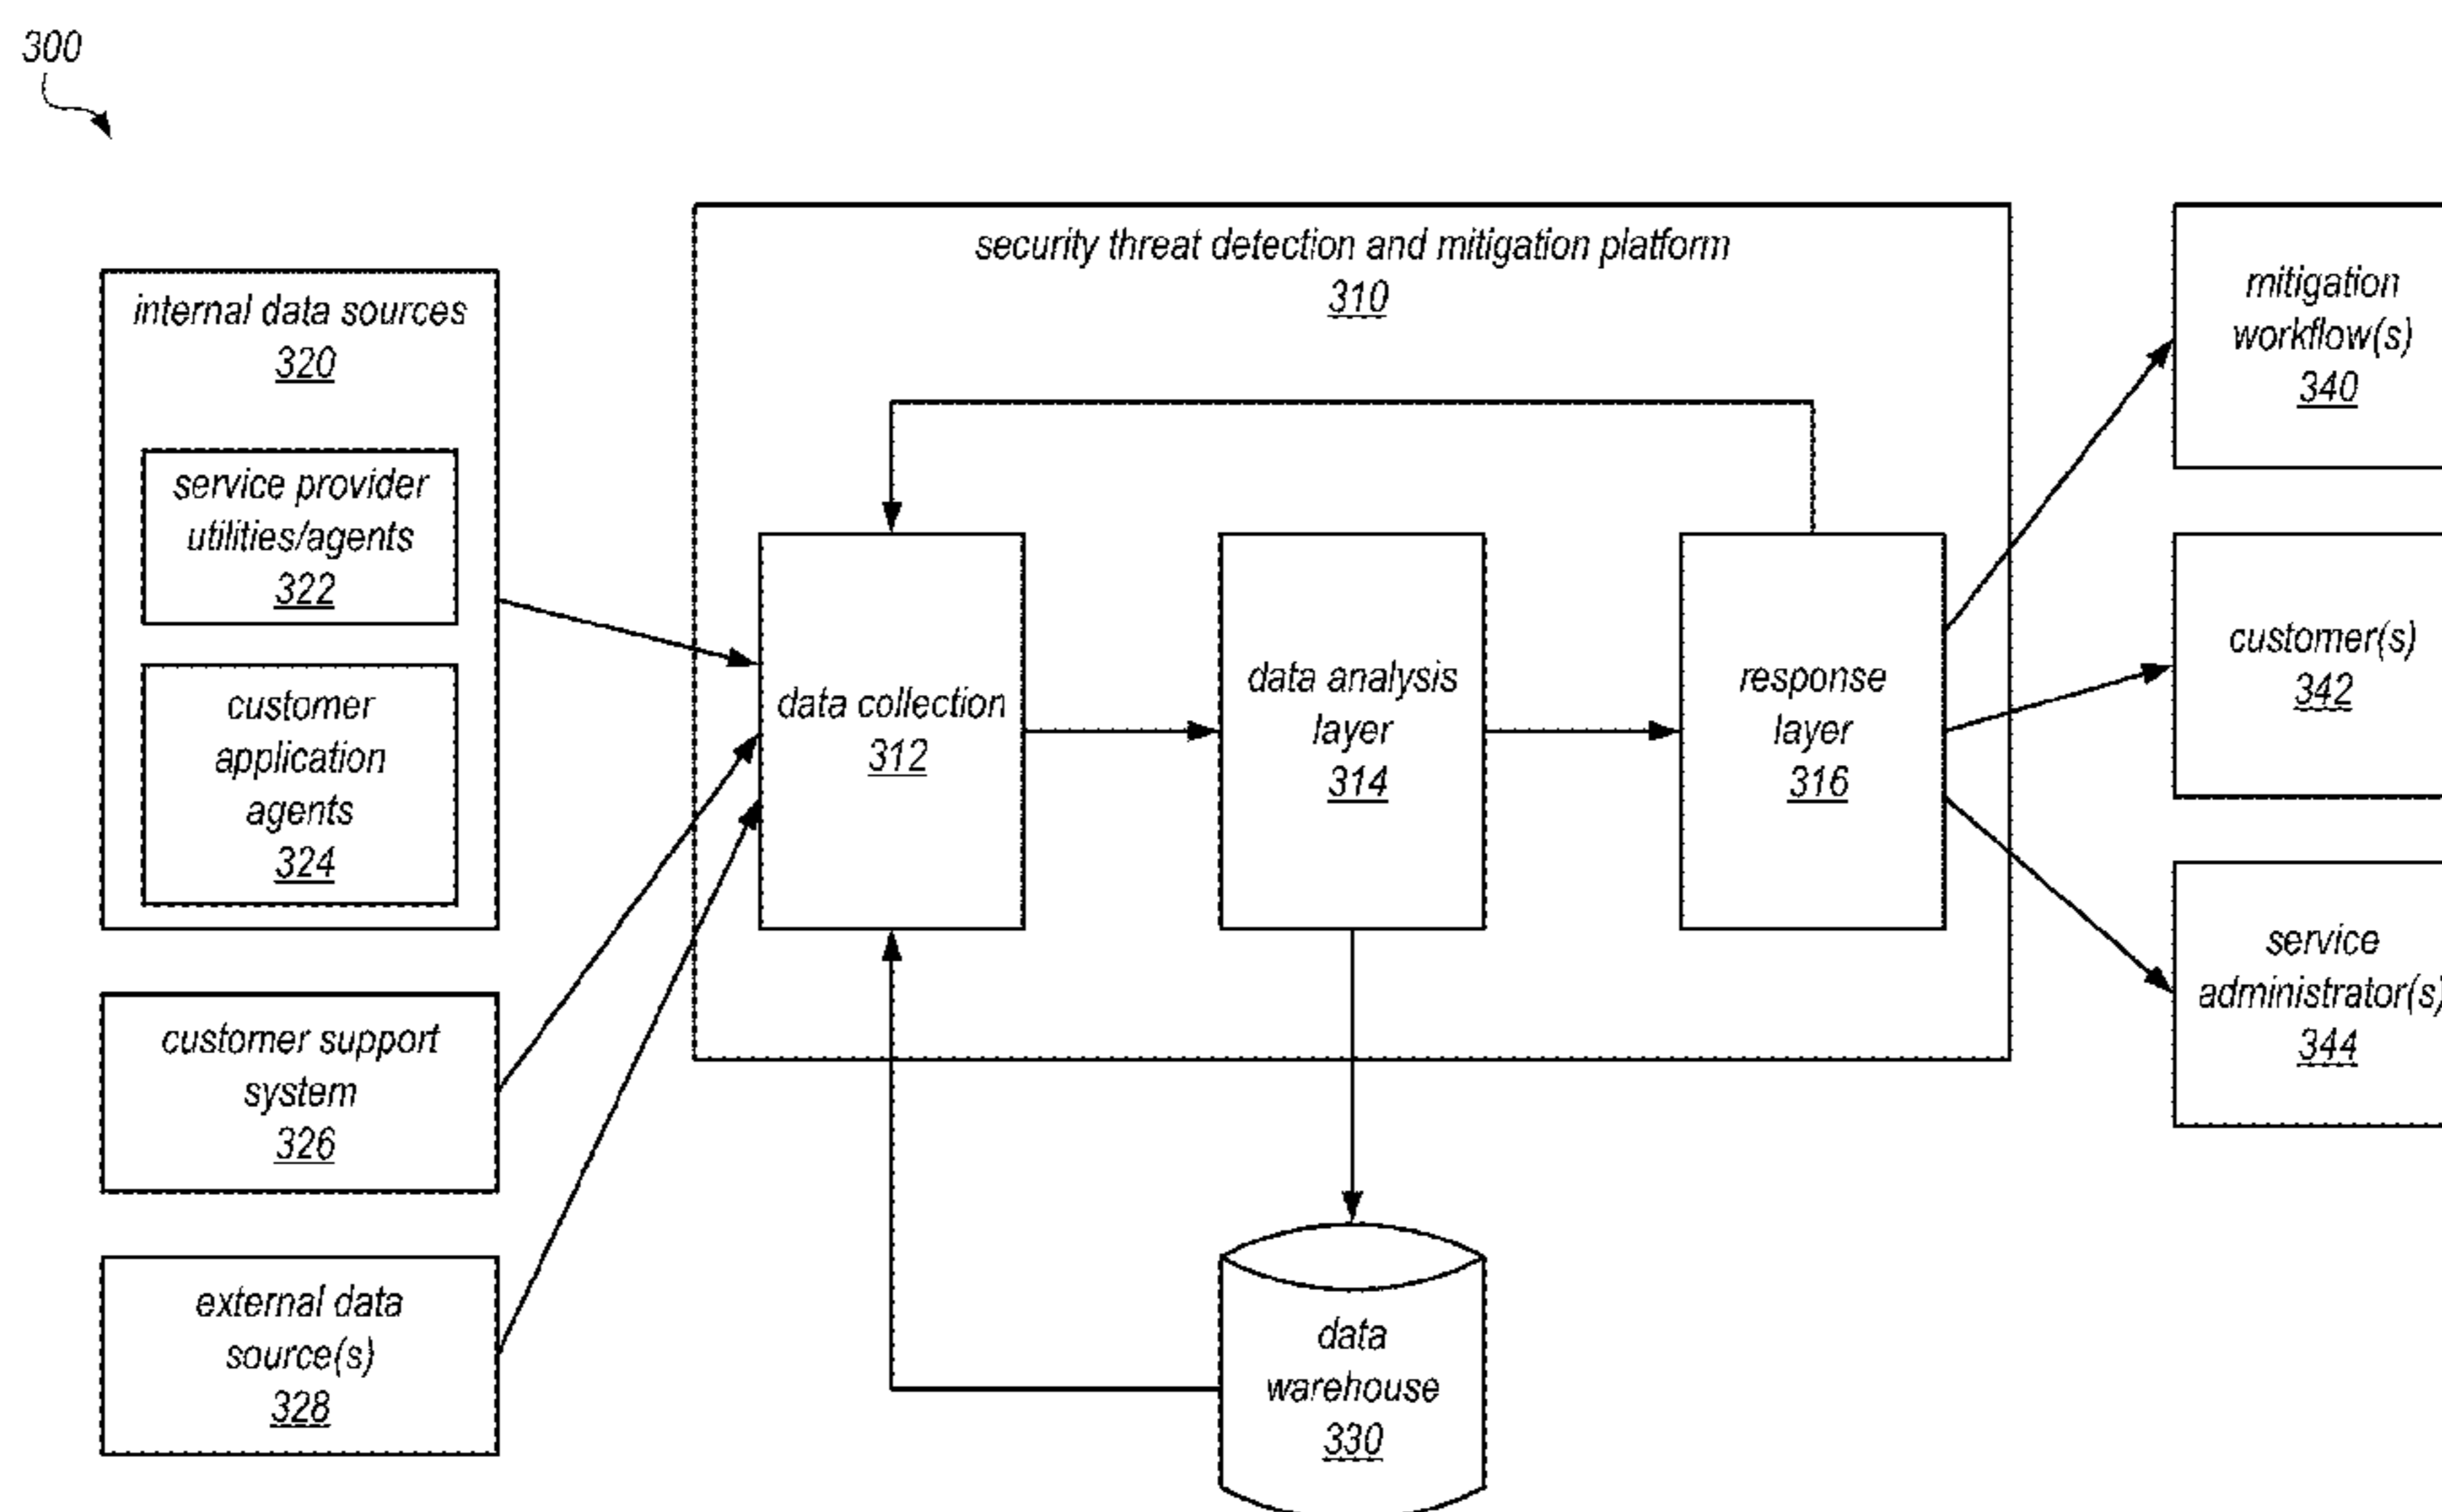 300
security threat detection and mitigation platform
310
internal data sources
320
service provider
utilities/agents
322
customer
application
agents
324
customer support
system
326
external data
source(s)
328
data collection
312
data analysis
layer
314
response
layer
316
data
warehouse
330
mitigation
workflow(s)
340
customer(s)
342
service
administrator(s)
344